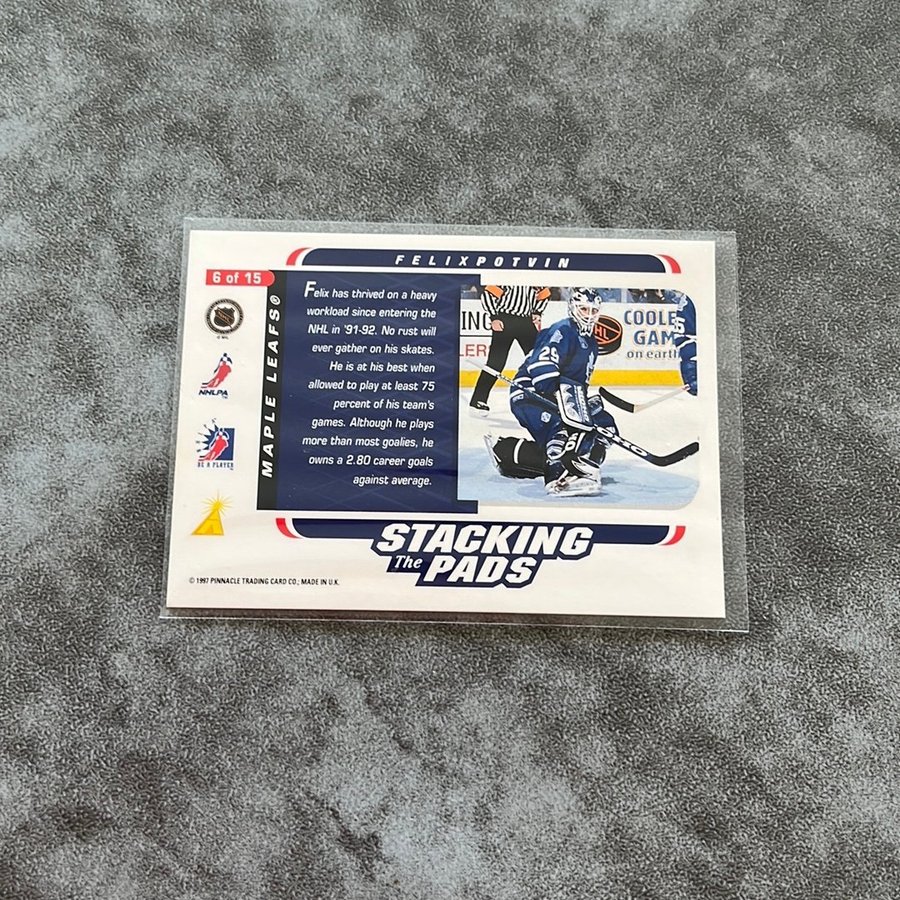 FELIXPOTVIN
6 of 15
MAPLE LEAFS®
Felix has thrived on a heavy
workload since entering the
NHL in '91-92. No rust will
ever gather on his skates.
He is at his best when
allowed to play at least 75
percent of his team's
games. Although he plays
more than most goalies, he
owns a 2.80 career goals
against average.
© NHL
NHLPA
BE A PLAYER
COOLE
GAM
on earth
ING
LER
29
STACKING
The PADS
© 1997 PINNACLE TRADING CARD CO.; MADE IN U.K.